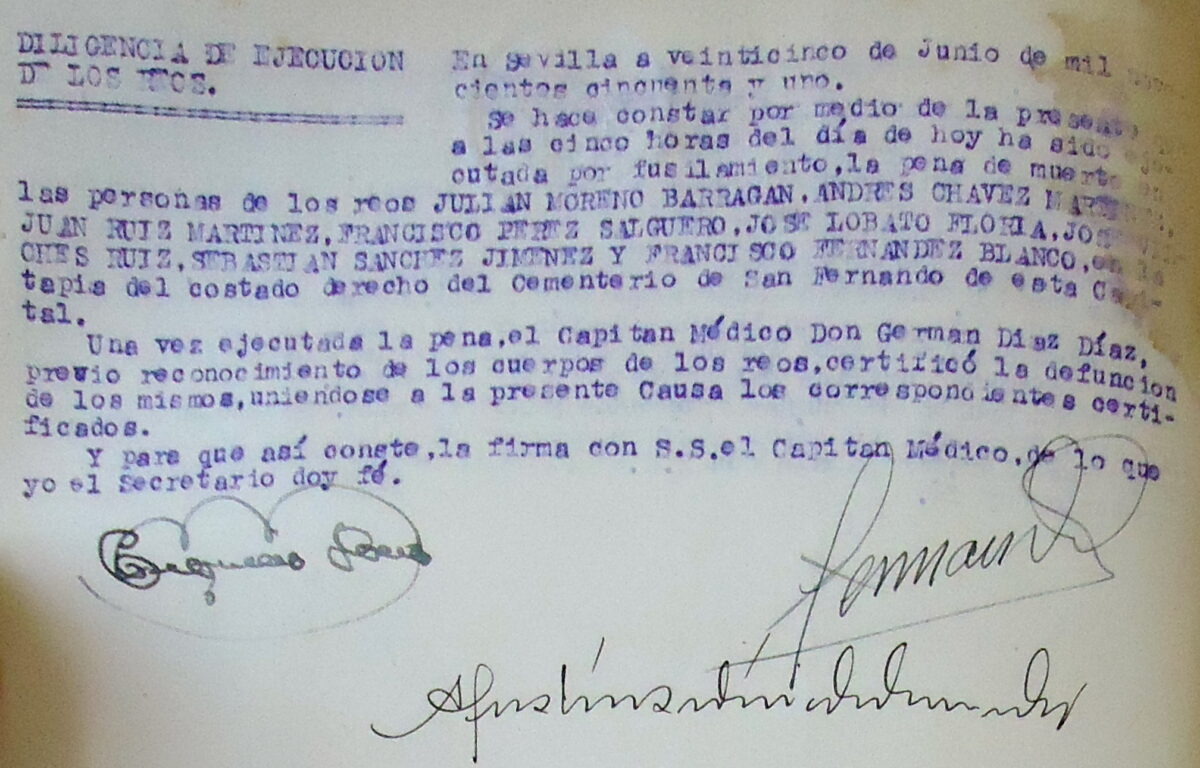 DILIGENCIA DE EJECUCION
DE LOS REOS.
En sevilla a veinticinco de Junio de mil
cientos cincuenta y uno.
se hace constar por medio de la presente,
a las cinco horas del día de hoy ha sido
cutada por fusilamiento,la pena de muerte en
las personas de los reos JULIAN MORENO BARRAGAN.ANDRES CHAVEZ
JUAN RUIZ MARTINEZ,FRANCISCO PEREZ SALGUERO,JOSE LOBATO FLORIA,JOS
CHES RUIZ,SEBASTIAN SANCHEZ JIMENEZ Y FRANCISCO FERNANDEZ BLANCO,en la
tapia del costado derecho del Cementerio de San Fernando de esta Capi-
tal.
Una vez ejecutada la pena,el Capitan Médico Don German Diaz Díaz,
previo reconocimiento de los cuerpos de los reos,certificó la defuncion
de los mismos,uniendose a la presente Causa los correspondientes certi-
ficados.
Y para que así conste,la firma con S.S.el Capitan Médico,de lo que
yo el Secretario doy fé.